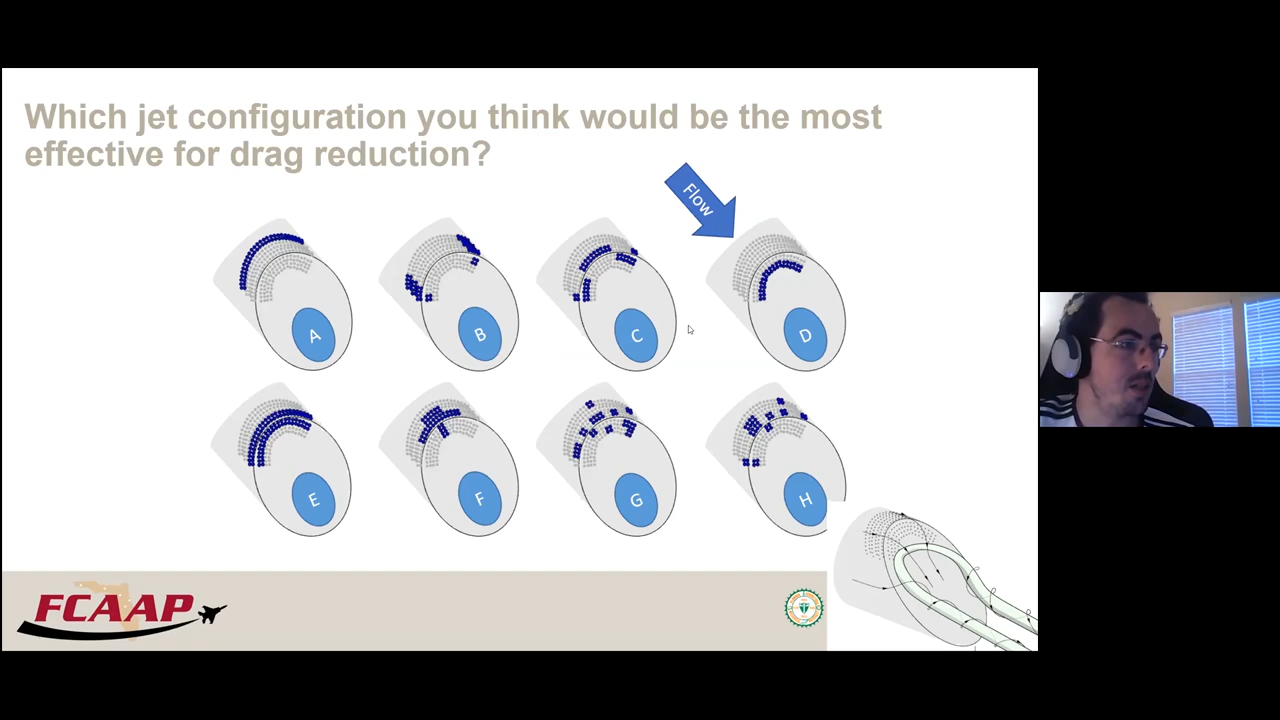 Which jet configuration you think would be the most
effective for drag reduction?
Flow
A
B
C
D
E
F
G
H
FCAAP